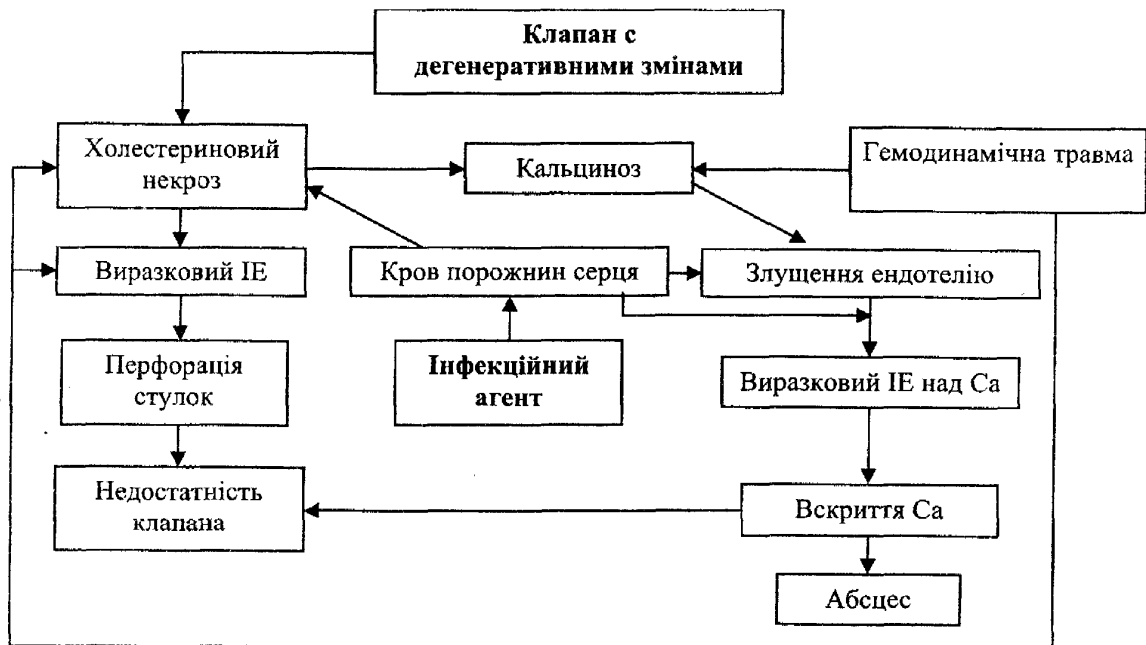 Клапан с
дегенеративними змінами
Холестериновий
некроз
Кальциноз
Гемодинамічна травма
Виразковий ІЕ
Кров порожнин серця
Злущення ендотелію
Перфорація
стулок
Інфекційний
агент
Виразковий ІЕ над Са
Недостатність
клапана
Вскриття Са
Абсцес